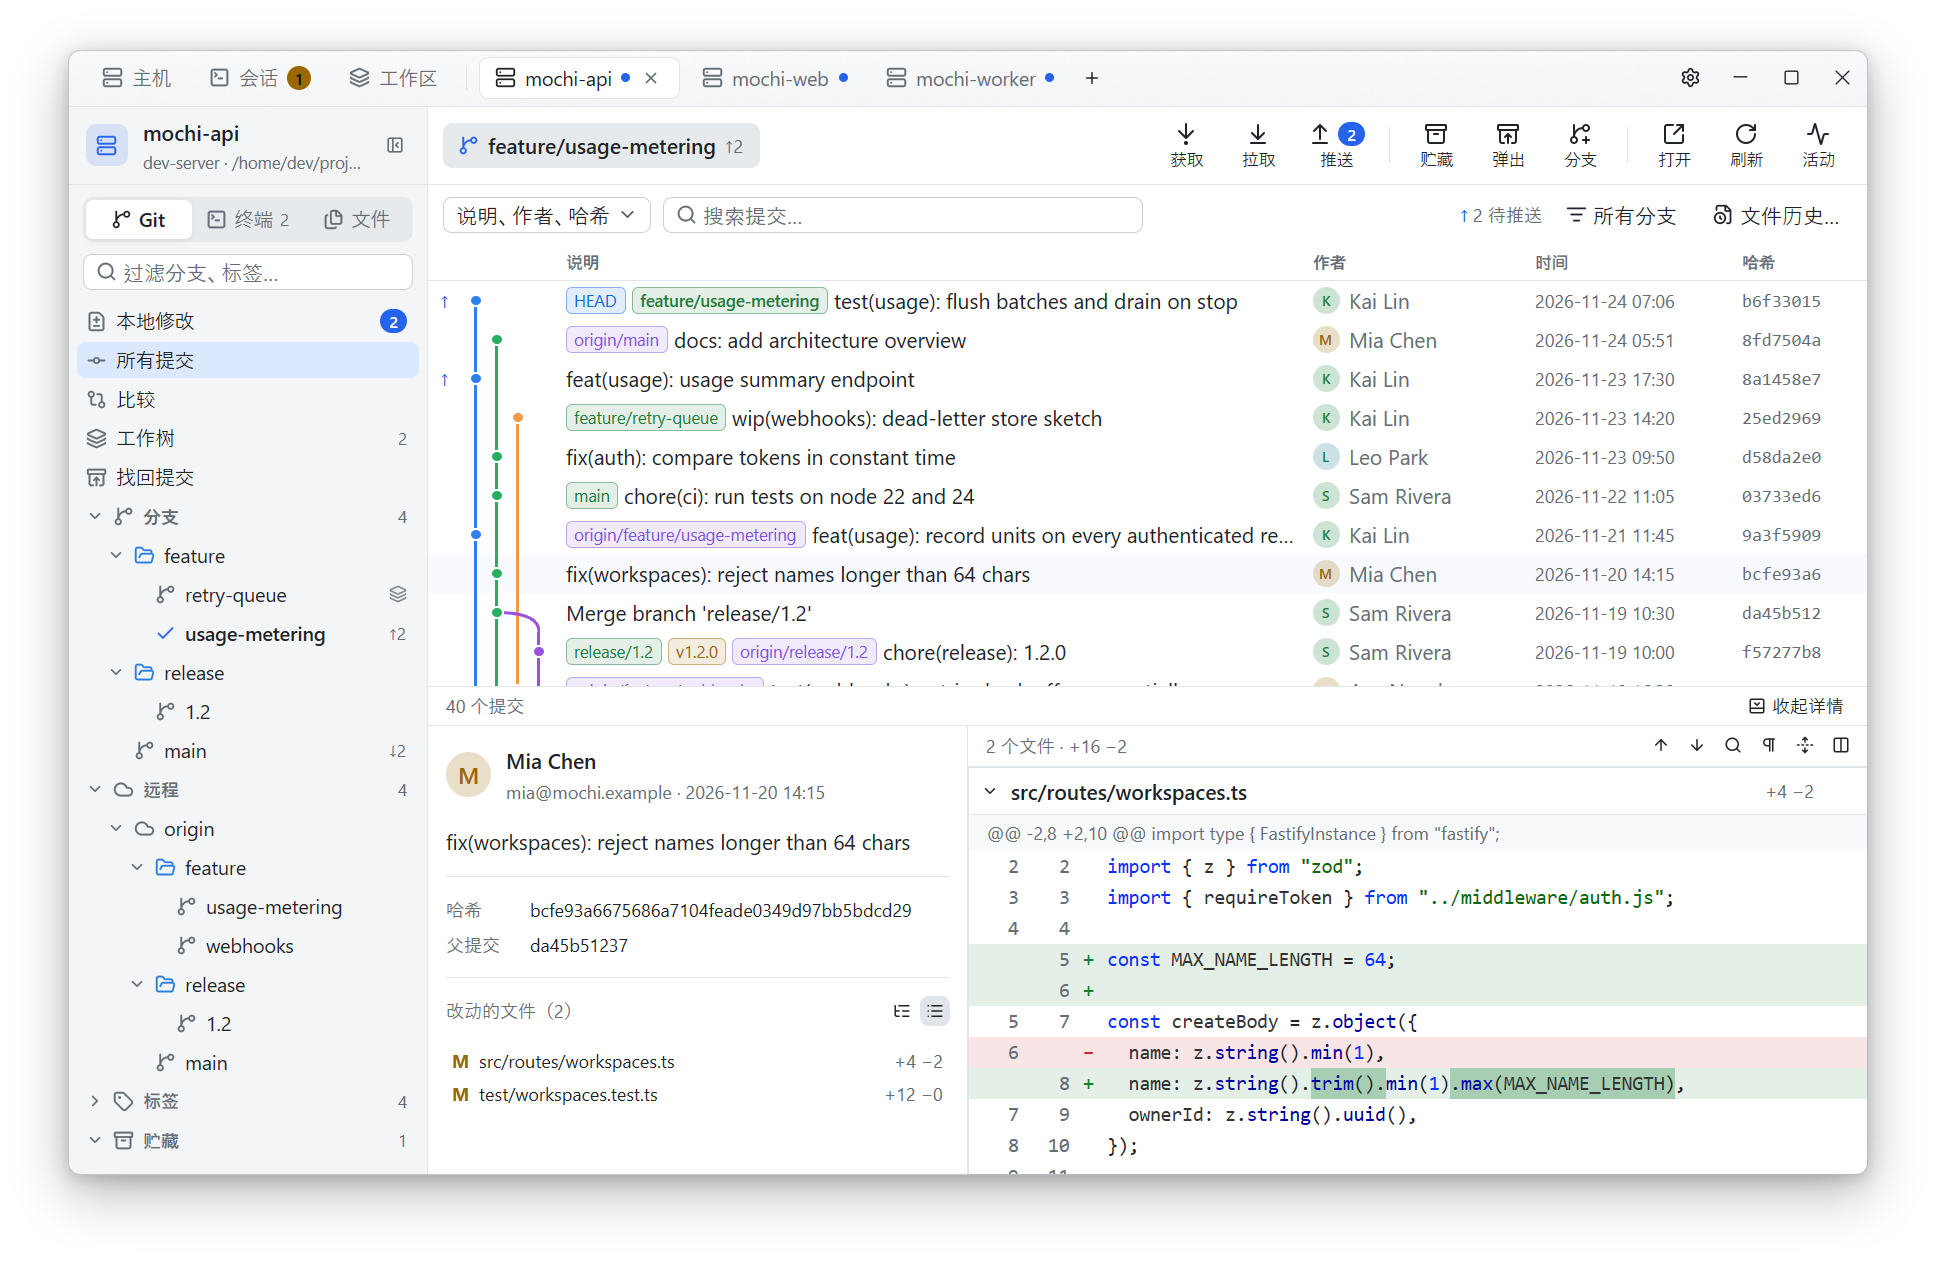 主机 会话 1 工作区 mochi-api mochi-web mochi-worker
mochi-api
dev-server · /home/dev/proj...
feature/usage-metering ↑2
获取 拉取 2 推送 贮藏 弹出 分支 打开 刷新 活动
Git 终端 2 文件
过滤分支、标签...
本地修改 2
所有提交
比较
工作树 2
找回提交
分支 4
feature
retry-queue
usage-metering ↑2
release
1.2
main ↓2
远程 4
origin
feature
usage-metering
webhooks
release
1.2
main
标签 4
贮藏 1
说明、作者、哈希 搜索提交... ↑2 待推送 所有分支 文件历史...
说明 作者 时间 哈希
↑ HEAD feature/usage-metering test(usage): flush batches and drain on stop K Kai Lin 2026-11-24 07:06 b6f33015
origin/main docs: add architecture overview M Mia Chen 2026-11-24 05:51 8fd7504a
↑ feat(usage): usage summary endpoint K Kai Lin 2026-11-23 17:30 8a1458e7
feature/retry-queue wip(webhooks): dead-letter store sketch K Kai Lin 2026-11-23 14:20 25ed2969
fix(auth): compare tokens in constant time L Leo Park 2026-11-23 09:50 d58da2e0
main chore(ci): run tests on node 22 and 24 S Sam Rivera 2026-11-22 11:05 03733ed6
origin/feature/usage-metering feat(usage): record units on every authenticated re... K Kai Lin 2026-11-21 11:45 9a3f5909
fix(workspaces): reject names longer than 64 chars M Mia Chen 2026-11-20 14:15 bcfe93a6
Merge branch 'release/1.2' S Sam Rivera 2026-11-19 10:30 da45b512
release/1.2 v1.2.0 origin/release/1.2 chore(release): 1.2.0 S Sam Rivera 2026-11-19 10:00 f57277b8
40 个提交 收起详情
M Mia Chen
mia@mochi.example · 2026-11-20 14:15
fix(workspaces): reject names longer than 64 chars
哈希 bcfe93a6675686a7104feade0349d97bb5bdcd29
父提交 da45b51237
改动的文件（2）
M src/routes/workspaces.ts +4 −2
M test/workspaces.test.ts +12 −0
2 个文件 · +16 −2
src/routes/workspaces.ts +4 −2
@@ -2,8 +2,10 @@ import type { FastifyInstance } from "fastify";
2 2 import { z } from "zod";
3 3 import { requireToken } from "../middleware/auth.js";
4 4
5 + const MAX_NAME_LENGTH = 64;
6 +
5 7 const createBody = z.object({
6 - name: z.string().min(1),
8 + name: z.string().trim().min(1).max(MAX_NAME_LENGTH),
7 9 ownerId: z.string().uuid(),
8 10 });